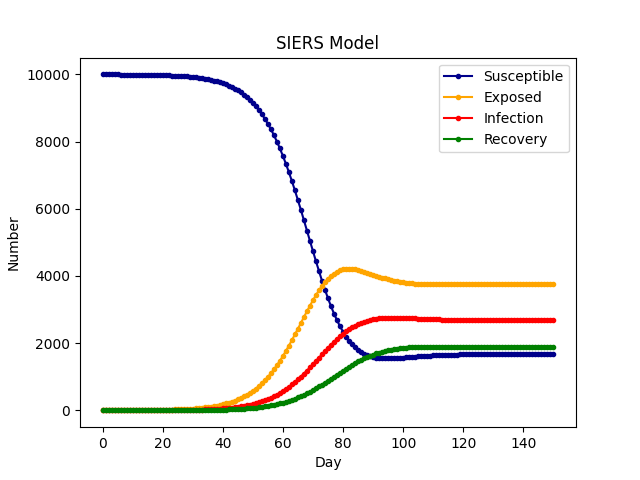 SIERS Model
Susceptible
Exposed
Infection
Recovery
10000
8000
6000
4000
2000
0
Number
0 20 40 60 80 100 120 140
Day